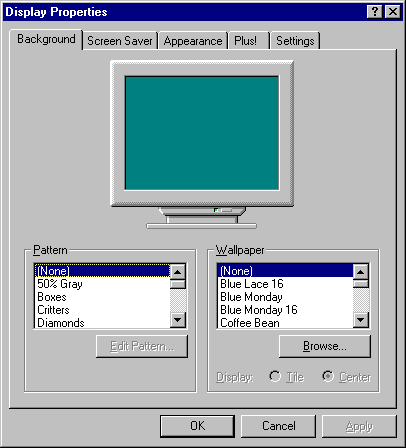 Display Properties
Background Screen Saver Appearance Plus! Settings
Pattern
(None)
50% Gray
Boxes
Critters
Diamonds
Edit Pattern...
Wallpaper
(None)
Blue Lace 16
Blue Monday
Blue Monday 16
Coffee Bean
Browse...
Display: Tile Center
OK Cancel Apply